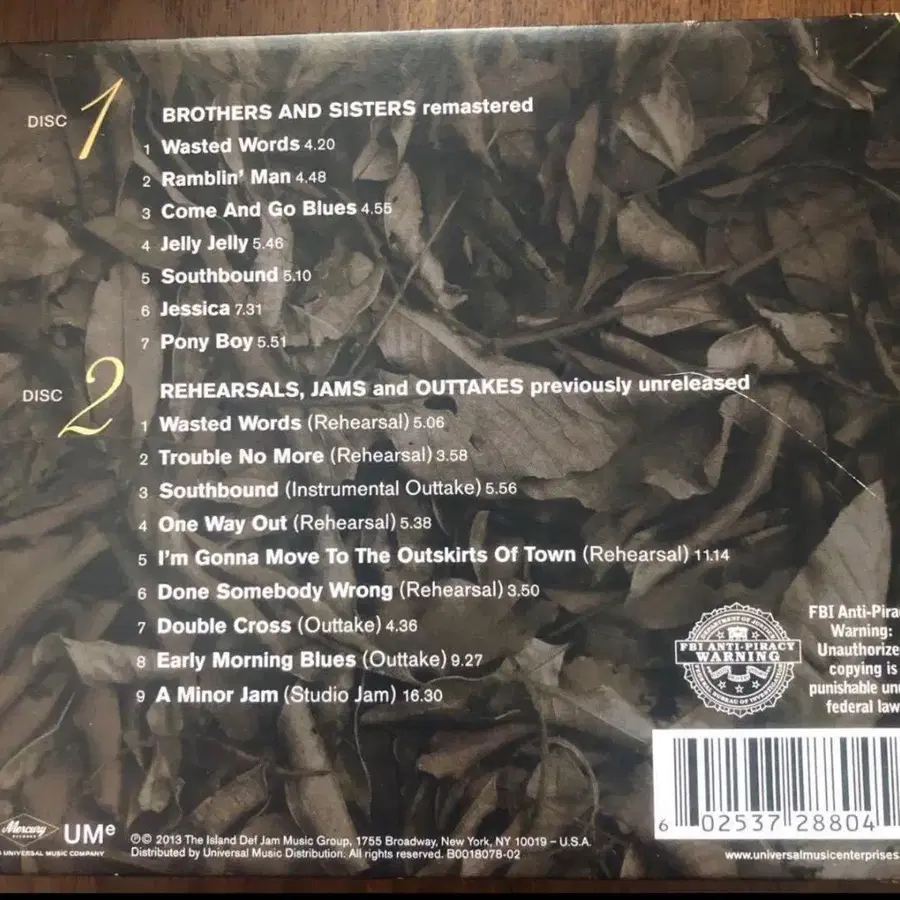 DISC 1
BROTHERS AND SISTERS remastered
1 Wasted Words 4.20
2 Ramblin' Man 4.48
3 Come And Go Blues 4.55
4 Jelly Jelly 5.46
5 Southbound 5.10
6 Jessica 7.31
7 Pony Boy 5.51
DISC 2
REHEARSALS, JAMS and OUTTAKES previously unreleased
1 Wasted Words (Rehearsal) 5.06
2 Trouble No More (Rehearsal) 3.58
3 Southbound (Instrumental Outtake) 5.56
4 One Way Out (Rehearsal) 5.38
5 I'm Gonna Move To The Outskirts Of Town (Rehearsal) 11.14
6 Done Somebody Wrong (Rehearsal) 3.50
7 Double Cross (Outtake) 4.36
8 Early Morning Blues (Outtake) 9.27
9 A Minor Jam (Studio Jam) 16.30
DEPARTMENT OF JUSTICE
FBI ANTI-PIRACY
WARNING
FBI Anti-Pira
Warning:
Unauthorize
copying is
punishable un
federal law
6 02537 28804
Mercury
UMe
UNIVERSAL MUSIC COMPANY
℗© 2013 The Island Def Jam Music Group, 1755 Broadway, New York, NY 10019 – U.S.A.
Distributed by Universal Music Distribution. All rights reserved. B0018078-02
www.universalmusicenterprises